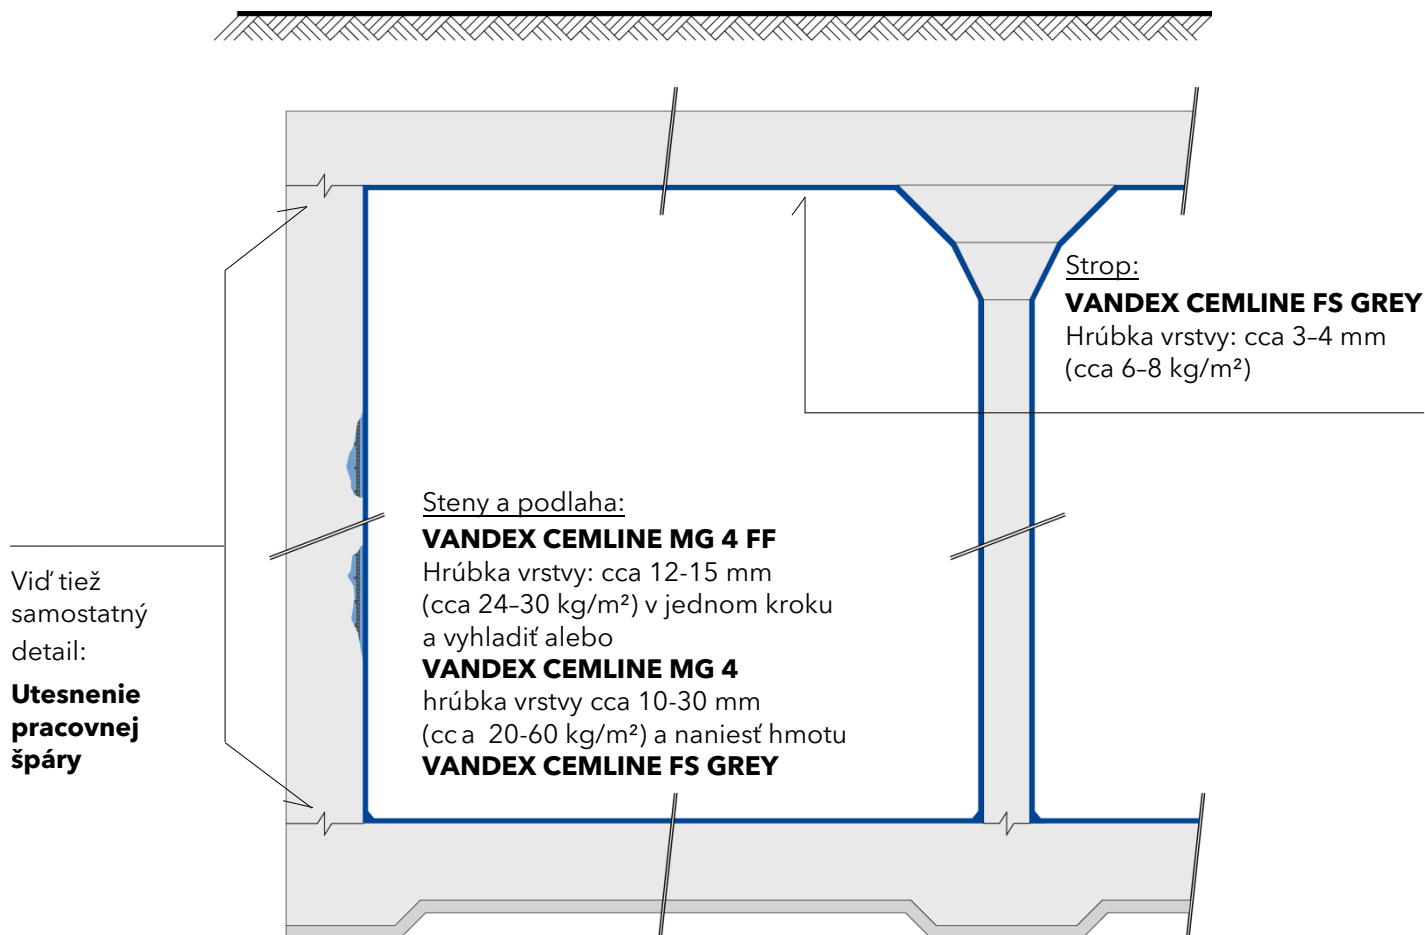 Strop:
VANDEX CEMLINE FS GREY
Hrúbka vrstvy: cca 3–4 mm
(cca 6–8 kg/m²)
Steny a podlaha:
VANDEX CEMLINE MG 4 FF
Hrúbka vrstvy: cca 12-15 mm
(cca 24–30 kg/m²) v jednom kroku
a vyhladiť alebo
VANDEX CEMLINE MG 4
hrúbka vrstvy cca 10-30 mm
(cca 20-60 kg/m²) a naniesť hmotu
VANDEX CEMLINE FS GREY
Viď tiež
samostatný
detail:
Utesnenie
pracovnej
špáry